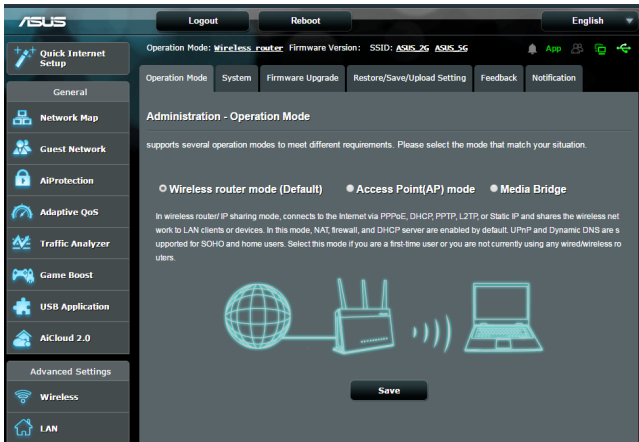 ASUS
Logout
Reboot
English
Quick Internet
Setup
Operation Mode: Wireless router Firmware Version: SSID: ASUS_2G ASUS_5G
App
Operation Mode
System
Firmware Upgrade
Restore/Save/Upload Setting
Feedback
Notification
General
Network Map
Guest Network
AiProtection
Adaptive QoS
Traffic Analyzer
Game Boost
USB Application
AiCloud 2.0
Advanced Settings
Wireless
LAN
Administration - Operation Mode
supports several operation modes to meet different requirements. Please select the mode that match your situation.
Wireless router mode (Default)
Access Point(AP) mode
Media Bridge
In wireless router/ IP sharing mode, connects to the Internet via PPPoE, DHCP, PPTP, L2TP, or Static IP and shares the wireless net
work to LAN clients or devices. In this mode, NAT, firewall, and DHCP server are enabled by default. UPnP and Dynamic DNS are s
upported for SOHO and home users. Select this mode if you are a first-time user or you are not currently using any wired/wireless ro
uters.
Save